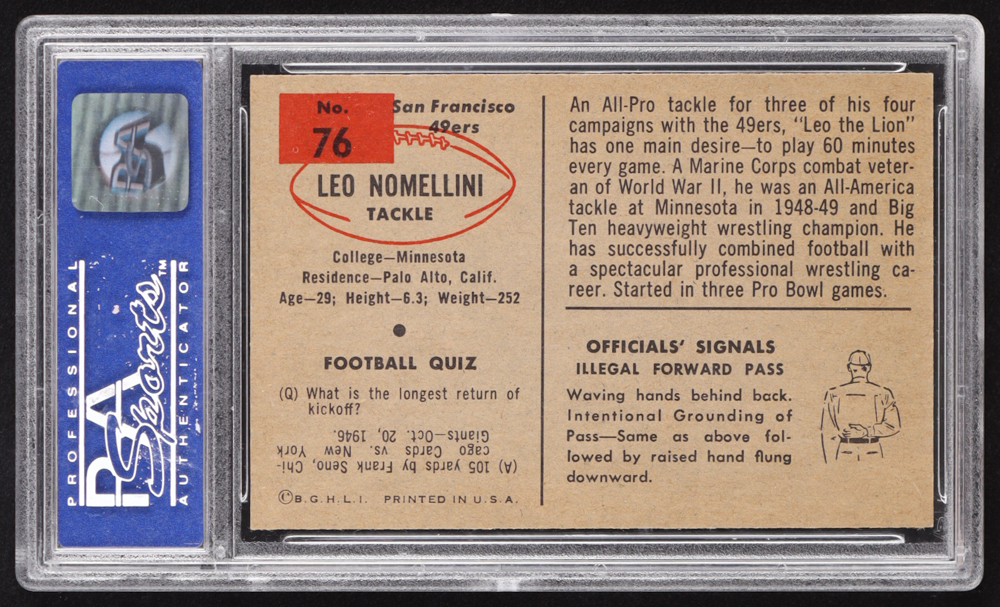 PSA
PROFESSIONAL
PSA
Sports™
AUTHENTICATOR
No.
76
San Francisco
49ers
LEO NOMELLINI
TACKLE
College—Minnesota
Residence—Palo Alto, Calif.
Age—29; Height—6.3; Weight—252
FOOTBALL QUIZ
(Q) What is the longest return of
kickoff?
(A) 105 yards by Frank Seno, Chi-
cago Cards vs. New York
Giants—Oct. 20, 1946.
©B.G.H.L.I. PRINTED IN U.S.A.
An All-Pro tackle for three of his four
campaigns with the 49ers, "Leo the Lion"
has one main desire—to play 60 minutes
every game. A Marine Corps combat veter-
an of World War II, he was an All-America
tackle at Minnesota in 1948-49 and Big
Ten heavyweight wrestling champion. He
has successfully combined football with
a spectacular professional wrestling ca-
reer. Started in three Pro Bowl games.
OFFICIALS' SIGNALS
ILLEGAL FORWARD PASS
Waving hands behind back.
Intentional Grounding of
Pass—Same as above fol-
lowed by raised hand flung
downward.